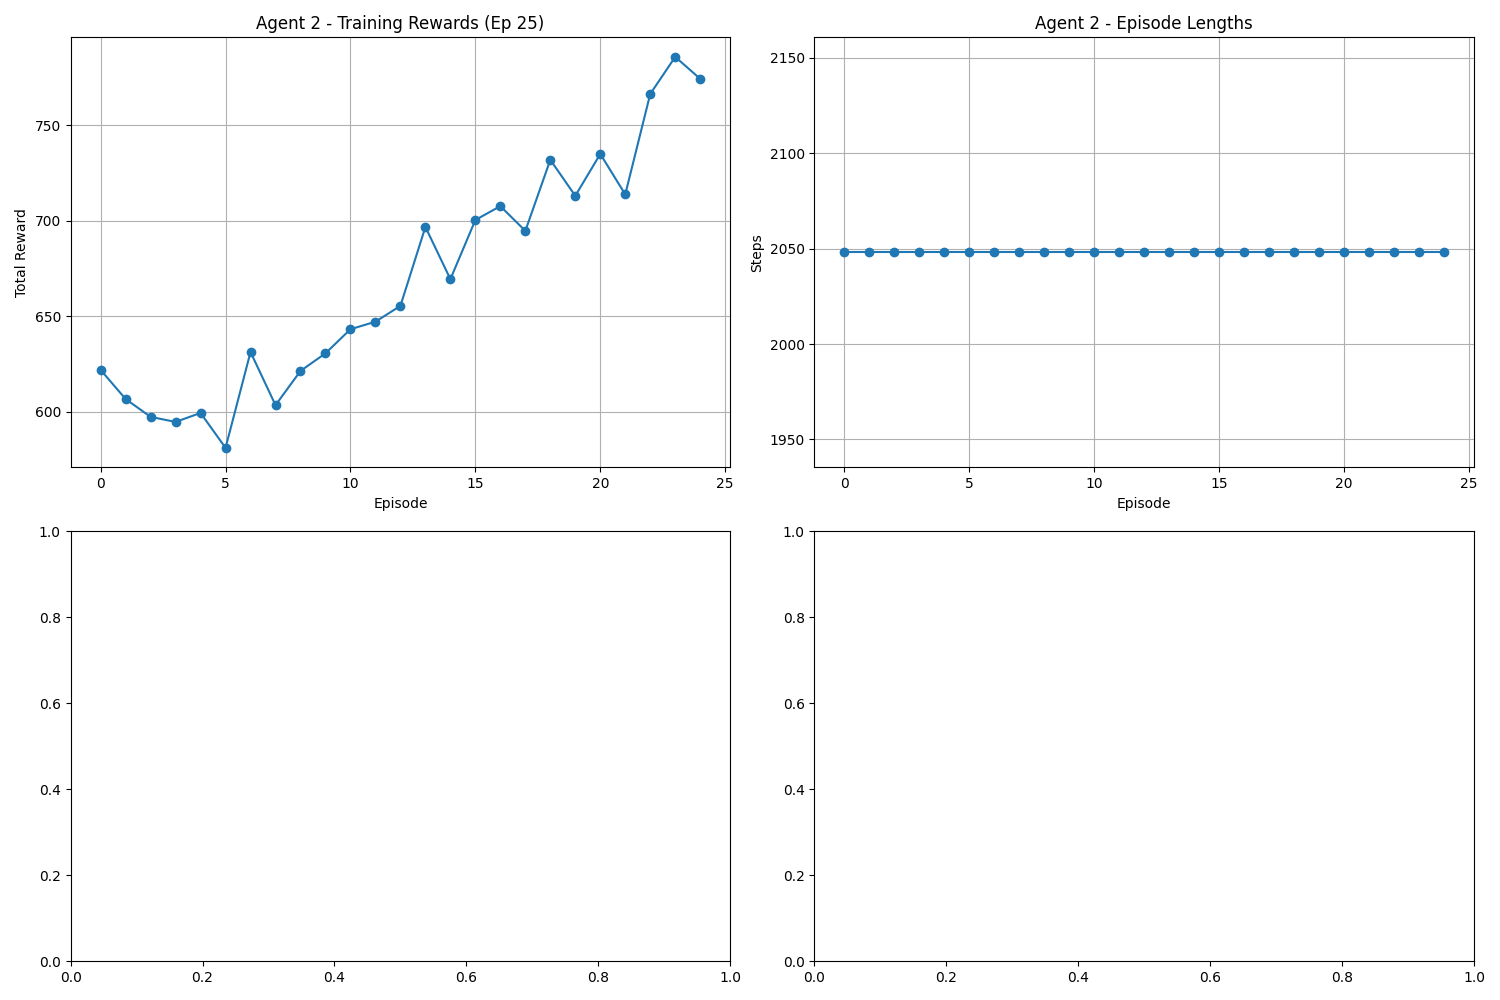 Agent 2 - Training Rewards (Ep 25)
750
700
650
600
Total Reward
0 5 10 15 20 25
Episode
Agent 2 - Episode Lengths
2150
2100
2050
2000
1950
Steps
0 5 10 15 20 25
Episode
1.0
0.8
0.6
0.4
0.2
0.0
0.0 0.2 0.4 0.6 0.8 1.0
1.0
0.8
0.6
0.4
0.2
0.0
0.0 0.2 0.4 0.6 0.8 1.0